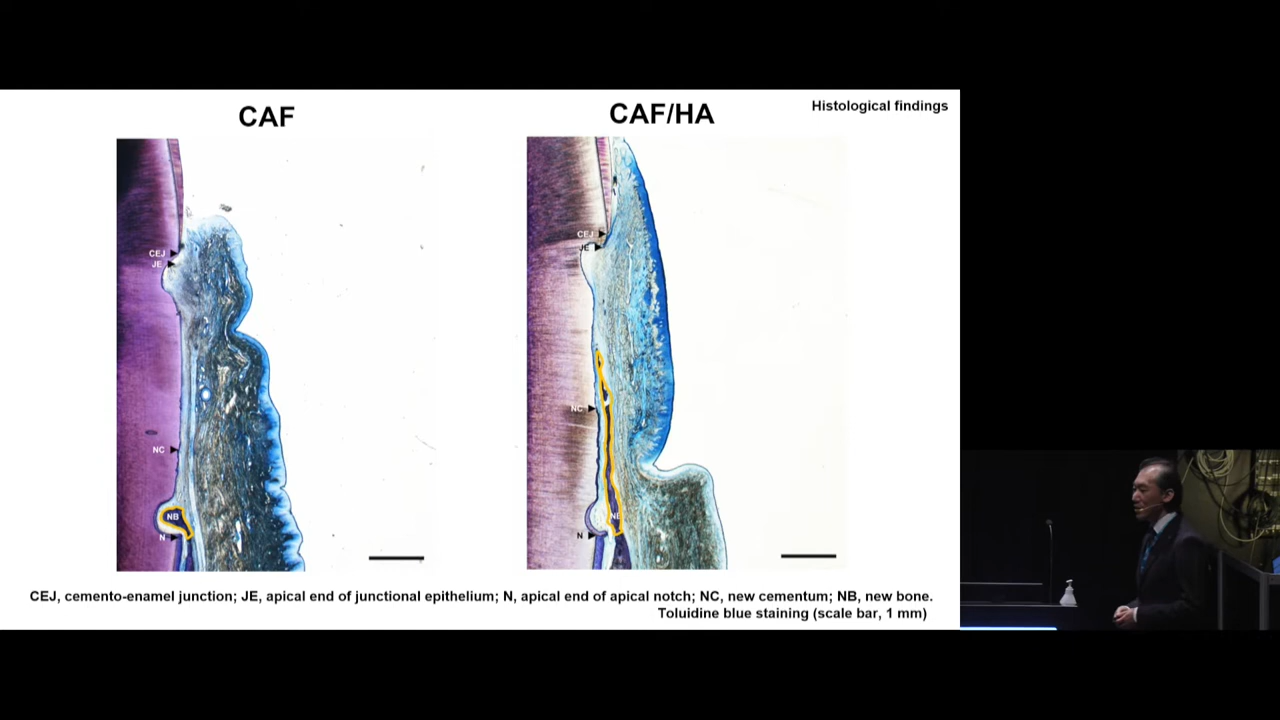 CAF
CAF/HA
Histological findings
CEJ
JE
NC
NB
N
CEJ
JE
NC
NB
N
CEJ, cemento-enamel junction; JE, apical end of junctional epithelium; N, apical end of apical notch; NC, new cementum; NB, new bone.
Toluidine blue staining (scale bar, 1 mm)